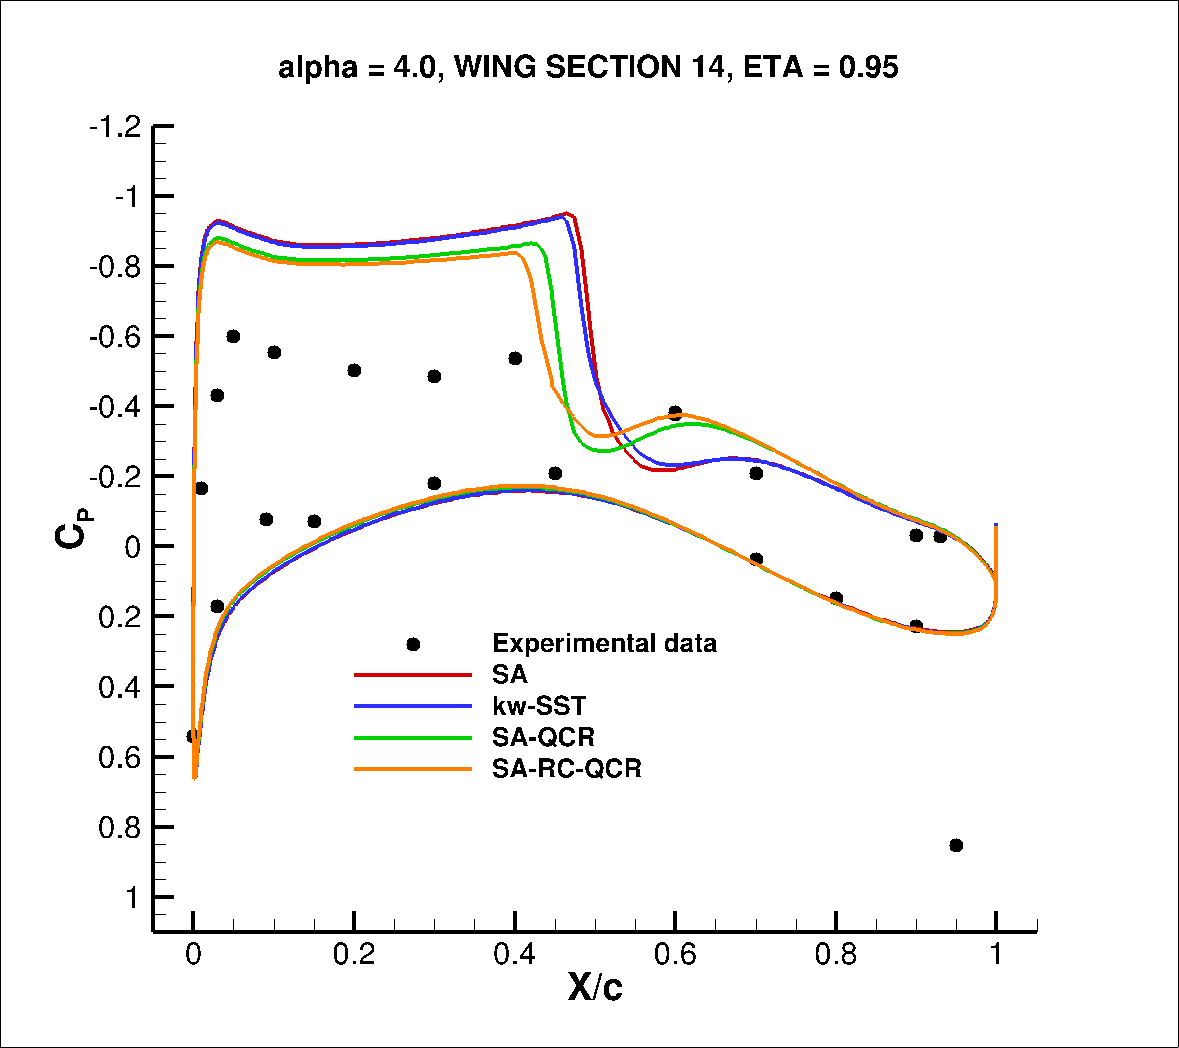 alpha = 4.0, WING SECTION 14, ETA = 0.95
-1.2
-1
-0.8
-0.6
-0.4
-0.2
0
0.2
0.4
0.6
0.8
1
CP
Experimental data
SA
kw-SST
SA-QCR
SA-RC-QCR
0 0.2 0.4 0.6 0.8 1
X/c